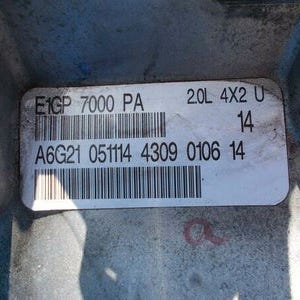 E1GP 7000 PA 2.0L 4X2 U
14
A6G21 051114 4309 0106 14
a